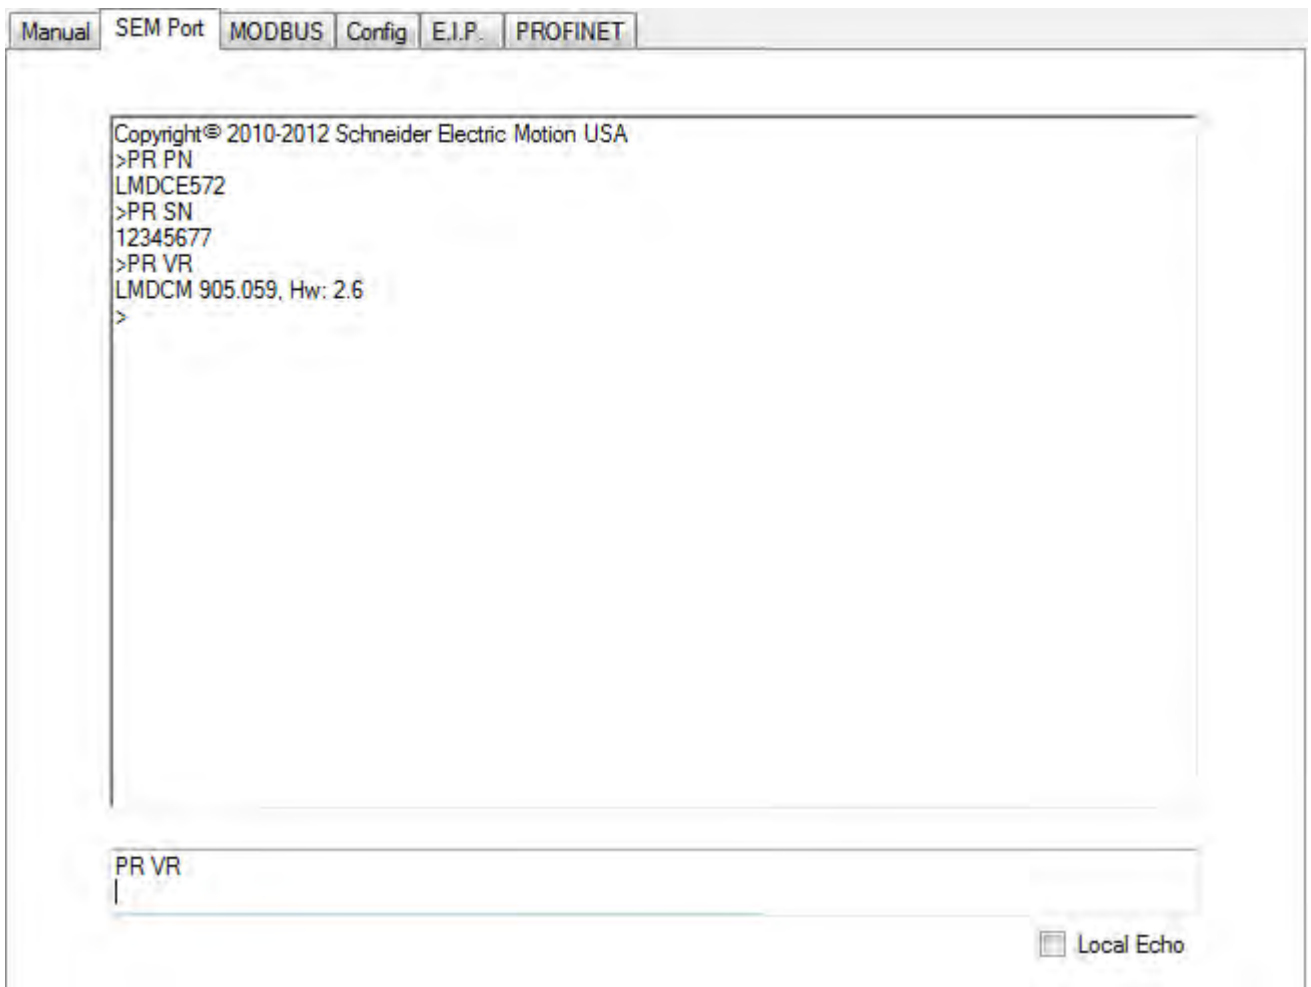 Manual SEM Port MODBUS Config E.I.P. PROFINET
Copyright© 2010-2012 Schneider Electric Motion USA
>PR PN
LMDCE572
>PR SN
12345677
>PR VR
LMDCM 905.059, Hw: 2.6
>
PR VR
Local Echo